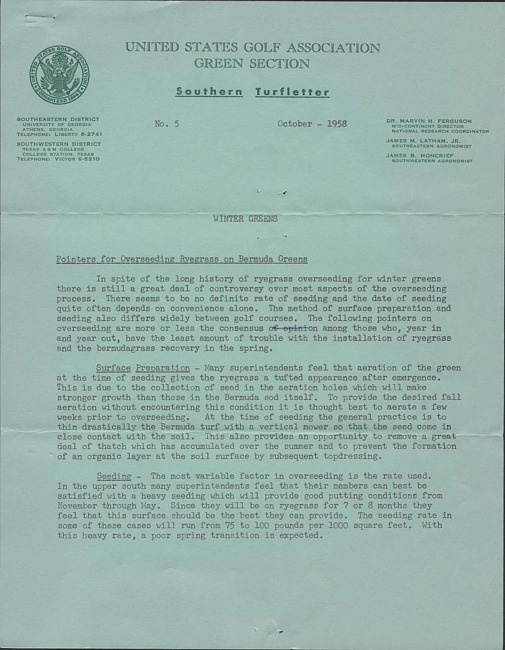 UNITED STATES GOLF ASSOCIATION
GREEN SECTION
Southern Turfletter
SOUTHEASTERN DISTRICT
UNIVERSITY OF GEORGIA
ATHENS, GEORGIA
TELEPHONE: LIBERTY 8-2741
SOUTHWESTERN DISTRICT
TEXAS A & M COLLEGE
COLLEGE STATION, TEXAS
TELEPHONE: VICTOR 6-5210
No. 5
October - 1958
DR. MARVIN H. FERGUSON
MID-CONTINENT DIRECTOR
NATIONAL RESEARCH COORDINATOR
JAMES M. LATHAM, JR.
SOUTHEASTERN AGRONOMIST
JAMES B. MONCRIEF
SOUTHWESTERN AGRONOMIST
WINTER GREENS
Pointers for Overseeding Ryegrass on Bermuda Greens
In spite of the long history of ryegrass overseeding for winter greens
there is still a great deal of controversy over most aspects of the overseeding
process. There seems to be no definite rate of seeding and the date of seeding
quite often depends on convenience alone. The method of surface preparation and
seeding also differs widely between golf courses. The following pointers on
overseeding are more or less the consensus of opinion among those who, year in
and year out, have the least amount of trouble with the installation of ryegrass
and the bermudagrass recovery in the spring.
Surface Preparation - Many superintendents feel that aeration of the green
at the time of seeding gives the ryegrass a tufted appearance after emergence.
This is due to the collection of seed in the aeration holes which will make
stronger growth than those in the Bermuda sod itself. To provide the desired fall
aeration without encountering this condition it is thought best to aerate a few
weeks prior to overseeding. At the time of seeding the general practice is to
thin drastically the Bermuda turf with a vertical mower so that the seed come in
close contact with the soil. This also provides an opportunity to remove a great
deal of thatch which has accumulated over the summer and to prevent the formation
of an organic layer at the soil surface by subsequent topdressing.
Seeding - The most variable factor in overseeding is the rate used.
In the upper south many superintendents feel that their members can best be
satisfied with a heavy seeding which will provide good putting conditions from
November through May. Since they will be on ryegrass for 7 or 8 months they
feel that this surface should be the best they can provide. The seeding rate in
some of these cases will run from 75 to 100 pounds per 1000 square feet. With
this heavy rate, a poor spring transition is expected.